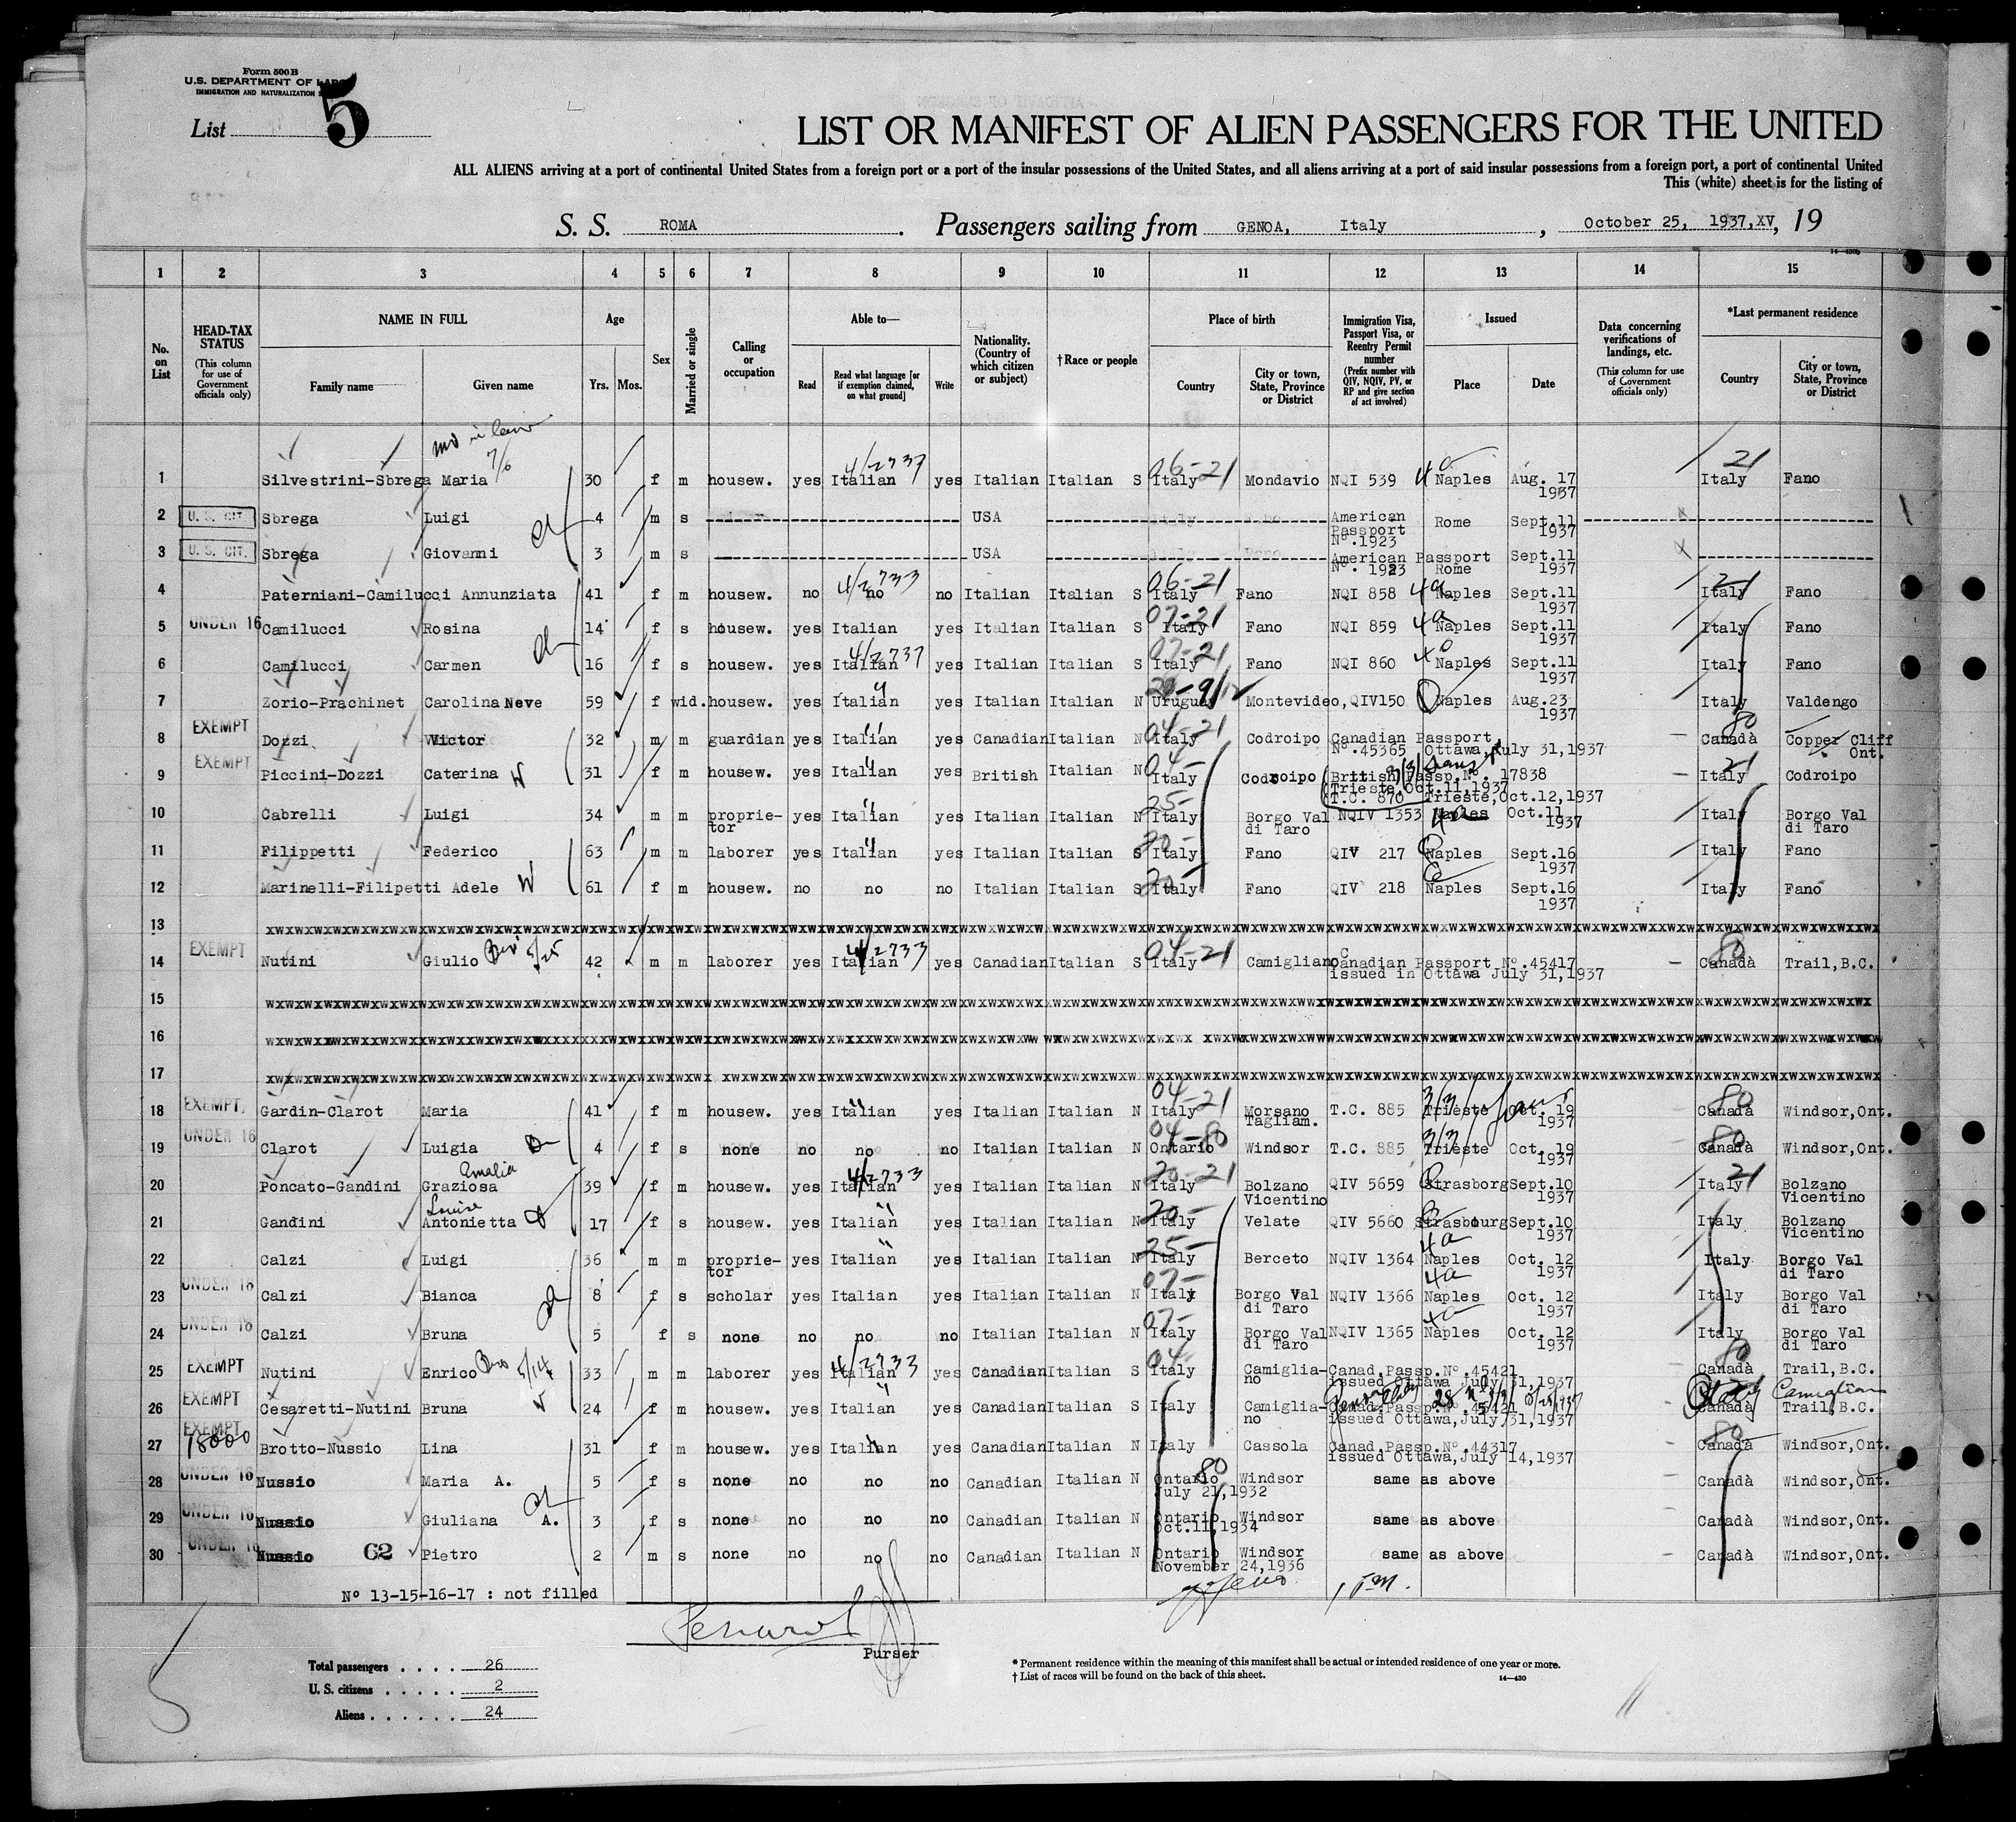 Form 500 B
U.S. DEPARTMENT OF LABOR
IMMIGRATION AND NATURALIZATION
List 5
LIST OR MANIFEST OF ALIEN PASSENGERS FOR THE UNITED
ALL ALIENS arriving at a port of continental United States from a foreign port or a port of the insular possessions of the United States, and all aliens arriving at a port of said insular possessions from a foreign port, a port of continental United
This (white) sheet is for the listing of
S. S. ROMA. Passengers sailing from GENOA, Italy, October 25, 1937,XV, 19
1 2 3 4 5 6 7 8 9 10 11 12 13 14 15
No. on List
HEAD-TAX STATUS (This column for use of Government officials only)
NAME IN FULL Family name Given name
Age Yrs. Mos.
Sex
Married or single
Calling or occupation
Able to— Read Read what language [or if exemption claimed, on what ground] Write
Nationality. (Country of which citizen or subject)
†Race or people
Place of birth Country City or town, State, Province or District
Immigration Visa, Passport Visa, or Reentry Permit number (Prefix number with QIV, NQIV, PV, or RP and give section of act involved)
Issued Place Date
Data concerning verifications of landings, etc. (This column for use of Government officials only)
*Last permanent residence Country City or town, State, Province or District
1 Silvestrini-Sbrega Maria 30 f m housew. yes Italian yes Italian Italian S Italy Mondavio NQI 539 Naples Aug. 17 1937 Italy Fano
2 U. S. CIT. Sbrega Luigi 4 m s USA American Passport Nº.1923 Rome Sept.11 1937
3 U. S. CIT. Sbrega Giovanni 3 m s USA American Passport Nº. 1923 Rome Sept.11 1937
4 Paterniani-Camilucci Annunziata 41 f m housew. no no no Italian Italian S Italy Fano NQI 858 Naples Sept.11 1937 Italy Fano
5 UNDER 16 Camilucci Rosina 14 f s housew. yes Italian yes Italian Italian S Italy Fano NQI 859 Naples Sept.11 1937 Italy Fano
6 Camilucci Carmen 16 f s housew. yes Italian yes Italian Italian S Italy Fano NQI 860 Naples Sept.11 1937 Italy Fano
7 Zorio-Prachinet Carolina Neve 59 f wid. housew. yes Italian yes Italian Italian N Uruguay Montevideo, QIV150 Naples Aug.23 1937 Italy Valdengo
8 EXEMPT Dozzi Victor 32 m m guardian yes Italian yes Canadian Italian N Italy Codroipo Canadian Passport Nº.45365 Ottawa, July 31,1937 Canadà Copper Cliff Ont.
9 EXEMPT Piccini-Dozzi Caterina W 31 f m housew. yes Italian yes British Italian N Italy Codroipo British Passp.Nº. 17838 Trieste,Oct.11,1937 T.C. 870 Trieste,Oct.12,1937 Italy Codroipo
10 Cabrelli Luigi 34 m m proprietor yes Italian yes Italian Italian N Italy Borgo Val di Taro NQIV 1353 Naples Oct.11 1937 Italy Borgo Val di Taro
11 Filippetti Federico 63 m m laborer yes Italian yes Italian Italian S Italy Fano QIV 217 Naples Sept.16 1937 Italy Fano
12 Marinelli-Filipetti Adele W 61 f m housew. no no no Italian Italian S Italy Fano QIV 218 Naples Sept.16 1937 Italy Fano
13
14 EXEMPT Nutini Giulio 42 m m laborer yes Italian yes Canadian Italian S Italy Camigliano Canadian Passport Nº.45417 issued in Ottawa July 31,1937 Canadà Trail,B.C.
15
16
17
18 EXEMPT Gardin-Clarot Maria 41 f m housew. yes Italian yes Italian Italian N Italy Morsano Tagliam. T.C. 885 Trieste Oct. 19 1937 Canadà Windsor,Ont.
19 UNDER 16 Clarot Luigia 4 f s none no no no Italian Italian N Ontario Windsor T.C. 885 Trieste Oct. 19 1937 Canadà Windsor,Ont.
20 Poncato-Gandini Graziosa Amalia 39 f m housew. yes Italian yes Italian Italian N Italy Bolzano Vicentino QIV 5659 Strasborg Sept.10 1937 Italy Bolzano Vicentino
21 Gandini Antonietta Louise 17 f s housew. yes Italian yes Italian Italian N Italy Velate QIV 5660 Strasbourg Sept.10 1937 Italy Bolzano Vicentino
22 Calzi Luigi 36 m m proprietor yes Italian yes Italian Italian N Italy Berceto NQIV 1364 Naples Oct. 12 1937 Italy Borgo Val di Taro
23 UNDER 16 Calzi Bianca 8 f s scholar yes Italian yes Italian Italian N Italy Borgo Val di Taro NQIV 1366 Naples Oct. 12 1937 Italy Borgo Val di Taro
24 UNDER 16 Calzi Bruna 5 f s none no no no Italian Italian N Italy Borgo Val di Taro NQIV 1365 Naples Oct. 12 1937 Italy Borgo Val di Taro
25 EXEMPT Nutini Enrico 33 m m laborer yes Italian yes Canadian Italian S Italy Camigliano Canad.Passp.Nº.45421 issued Ottawa July 31,1937 Canadà Trail,B.C.
26 EXEMPT Cesaretti-Nutini Bruna W 24 f m housew. yes Italian yes Canadian Italian S Italy Camigliano Canad.Passp.Nº.45421 issued Ottawa,July 31,1937 Canadà Trail,B.C.
27 EXEMPT Brotto-Nussio Lina 31 f m housew. yes Italian yes Canadian Italian N Italy Cassola Canad.Passp.Nº.44317 issued Ottawa,July 14,1937 Canadà Windsor,Ont.
28 UNDER 16 Nussio Maria A. 5 f s none no no no Canadian Italian N Ontario July 21,1932 Windsor same as above Canadà Windsor,Ont.
29 UNDER 16 Nussio Giuliana A. 3 f s none no no no Canadian Italian N Ontario Oct.11,1934 Windsor same as above Canadà Windsor,Ont.
30 UNDER 16 Nussio 62 Pietro 2 m s none no no no Canadian Italian N Ontario November 24,1936 Windsor same as above Canadà Windsor,Ont.
Nº 13-15-16-17 : not filled
Purser
Total passengers . . . . 26
U. S. citizens . . . . . 2
Aliens . . . . . . 24
* Permanent residence within the meaning of this manifest shall be actual or intended residence of one year or more.
† List of races will be found on the back of this sheet.
14—430